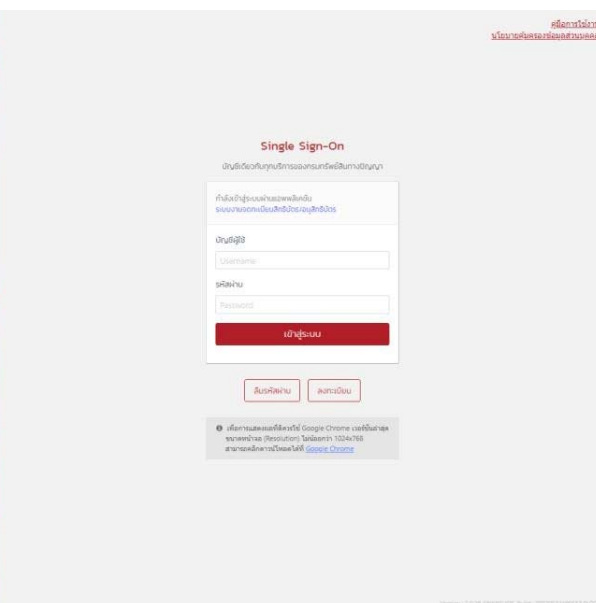 คู่มือการใช้งาน
นโยบายคุ้มครองข้อมูลส่วนบุคคล
Single Sign-On
บัญชีเดียวกับทุกบริการของกรมทรัพย์สินทางปัญญา
กำลังเข้าสู่ระบบผ่านแอพพลิเคชัน
ระบบงานจดทะเบียนสิทธิบัตร/อนุสิทธิบัตร
บัญชีผู้ใช้
Username
รหัสผ่าน
Password
เข้าสู่ระบบ
ลืมรหัสผ่าน
ลงทะเบียน
เพื่อการแสดงผลที่ดีควรใช้ Google Chrome เวอร์ชั่นล่าสุด
ขนาดหน้าจอ (Resolution) ไม่น้อยกว่า 1024x768
สามารถคลิกดาวน์โหลดได้ที่ Google Chrome